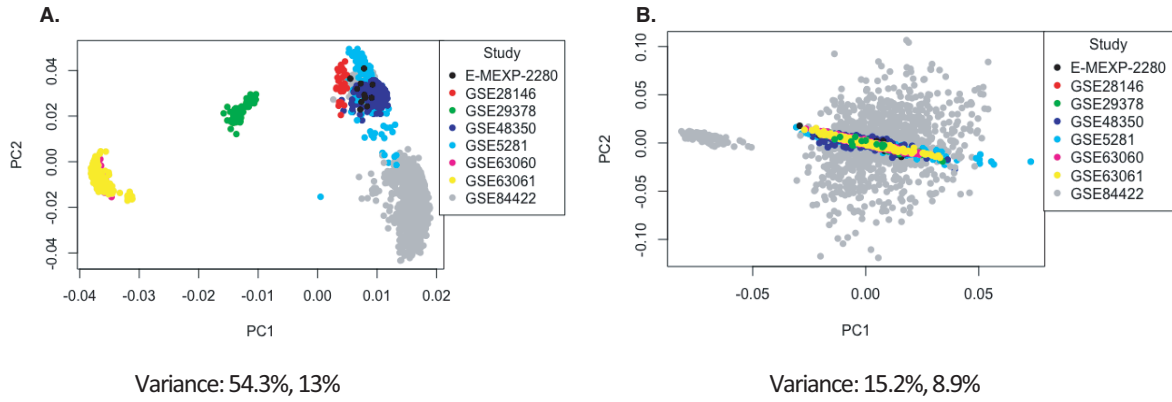 A.
PC2
0.04
0.02
0.00
-0.02
-0.04
-0.04
-0.03
-0.02
-0.01
0.00
0.01
0.02
PC1
Study
E-MEXP-2280
GSE28146
GSE29378
GSE48350
GSE5281
GSE63060
GSE63061
GSE84422
Variance: 54.3%, 13%
B.
PC2
0.10
0.05
0.00
-0.05
-0.10
-0.05
0.00
0.05
PC1
Study
E-MEXP-2280
GSE28146
GSE29378
GSE48350
GSE5281
GSE63060
GSE63061
GSE84422
Variance: 15.2%, 8.9%